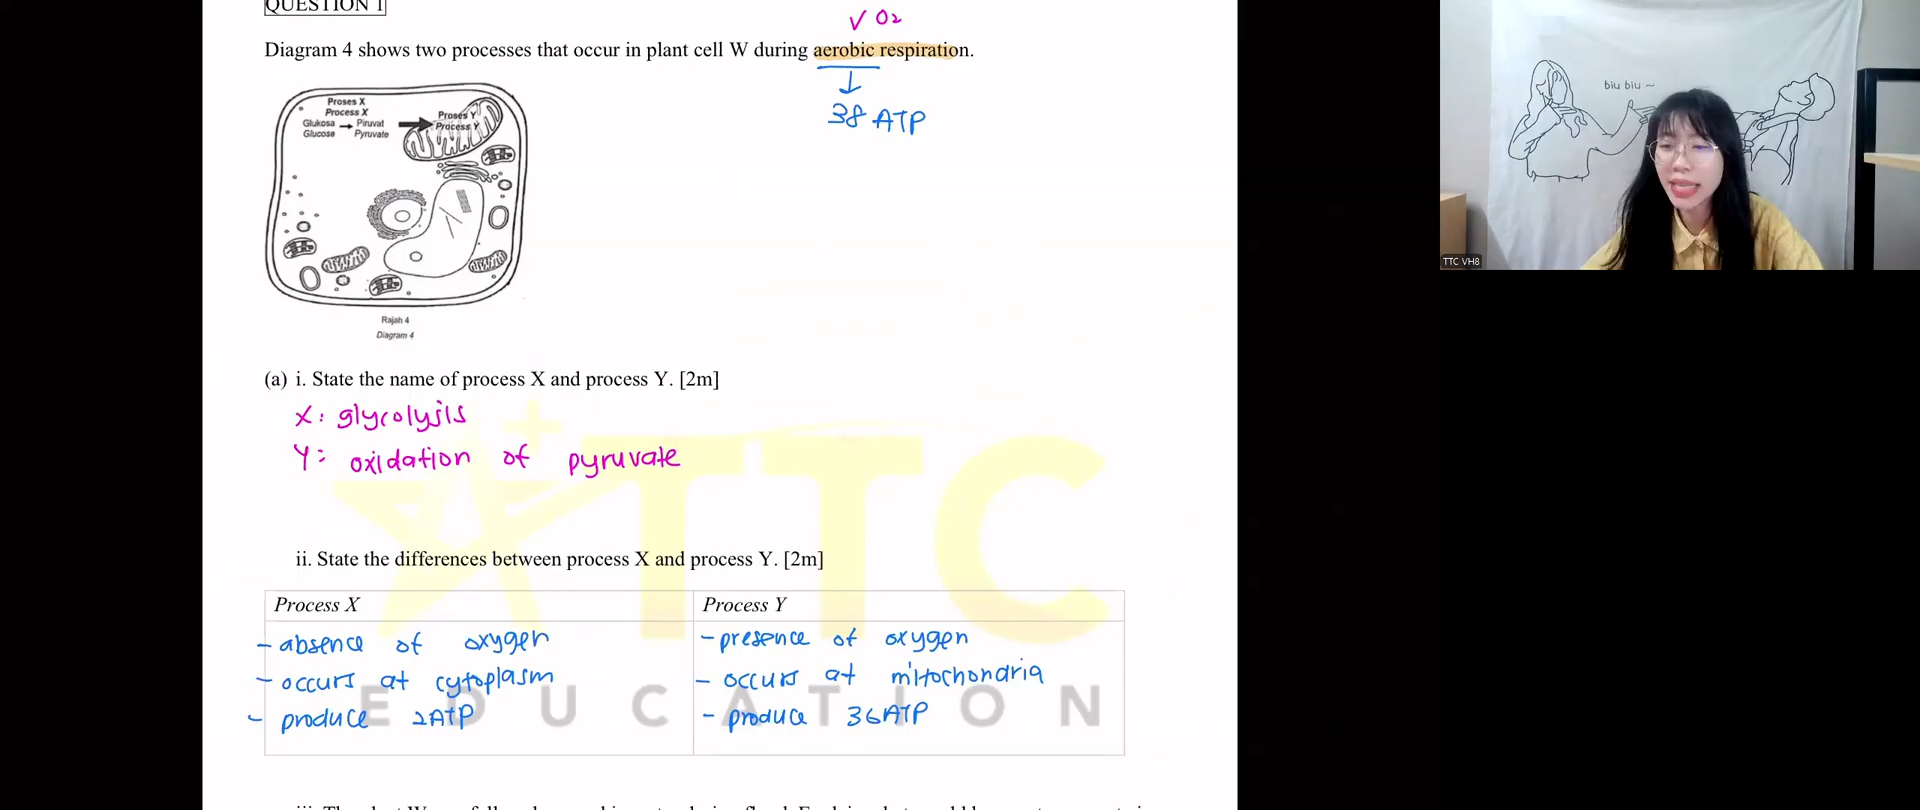 QUESTION 1
✓ O₂
Diagram 4 shows two processes that occur in plant cell W during aerobic respiration.
↓
38 ATP
Proses X
Process X
Glukosa → Piruvat
Glucose Pyruvate
Proses Y
Process Y
Rajah 4
Diagram 4
(a) i. State the name of process X and process Y. [2m]
X: glycolysis
Y: oxidation of pyruvate
ii. State the differences between process X and process Y. [2m]
Process X
Process Y
- absence of oxygen
- presence of oxygen
- occurs at cytoplasm
- occurs at mitochondria
- produce 2ATP
- produce 36ATP
TTC
EDUCATION
biu biu ~
TTC VH8